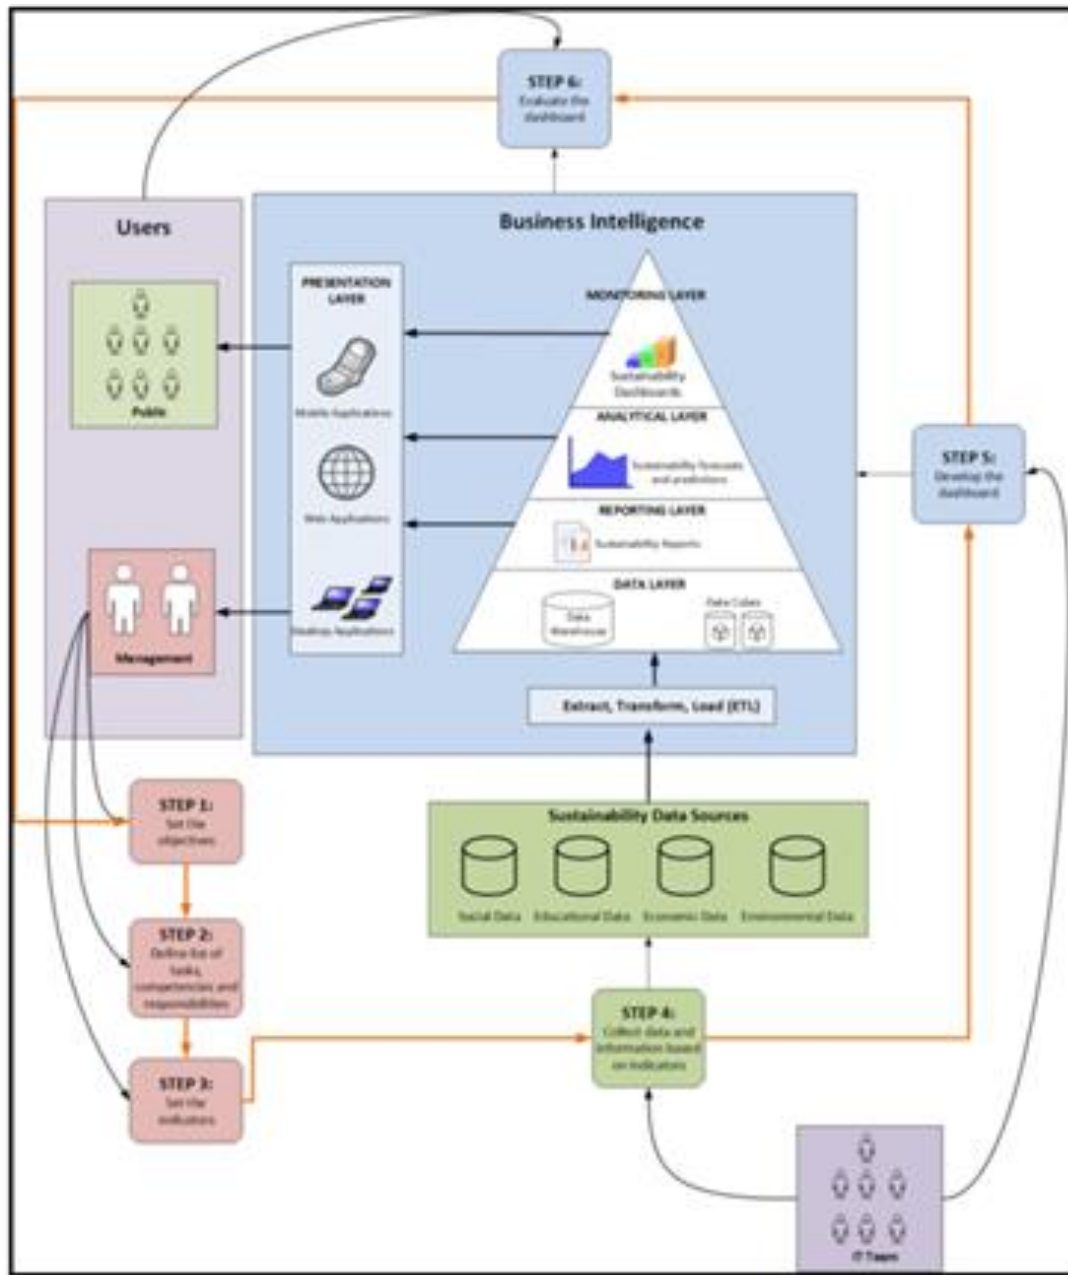 STEP 6:
Evaluate the
dashboard
Users
Business Intelligence
PRESENTATION
LAYER
MONITORING LAYER
Sustainability
Dashboards
Mobile Applications
Public
ANALYTICAL LAYER
Sustainability forecasts
and predictions
STEP 5:
Develop the
dashboard
Web Applications
REPORTING LAYER
Sustainability Reports
DATA LAYER
Data
Warehouse
Data Cubes
Desktop Applications
Management
Extract, Transform, Load (ETL)
STEP 1:
Set the
objectives
Sustainability Data Sources
Social Data
Educational Data
Economic Data
Environmental Data
STEP 2:
Define list of
tasks,
competencies and
responsibilities
STEP 4:
Collect data and
information based
on indicators
STEP 3:
Set the
indicators
IT Team